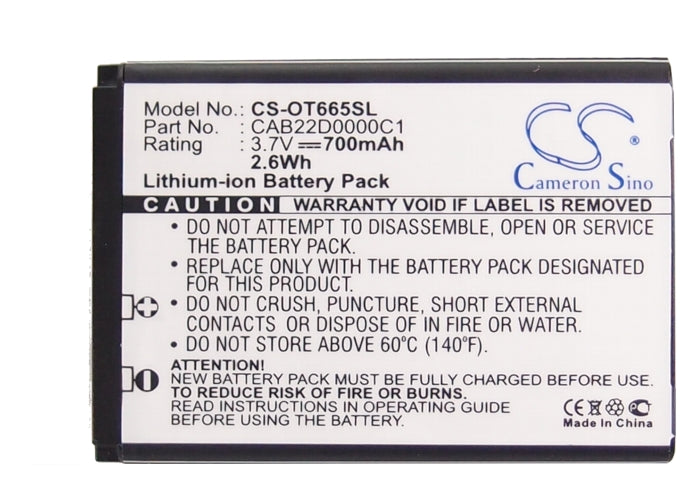 Model No.: CS-OT665SL
Part No. : CAB22D0000C1
Rating : 3.7V 700mAh
2.6Wh
Lithium-ion Battery Pack
CS
®
Cameron Sino
CAUTION WARRANTY VOID IF LABEL IS REMOVED
• DO NOT ATTEMPT TO DISASSEMBLE, OPEN OR SERVICE
THE BATTERY PACK.
• REPLACE ONLY WITH THE BATTERY PACK DESIGNATED
FOR THIS PRODUCT.
• DO NOT CRUSH, PUNCTURE, SHORT EXTERNAL
CONTACTS OR DISPOSE OF IN FIRE OR WATER.
• DO NOT STORE ABOVE 60°C (140°F).
ATTENTION!
NEW BATTERY PACK MUST BE FULLY CHARGED BEFORE USE
TO REDUCE RISK OF FIRE OR BURNS.
READ INSTRUCTIONS IN OPERATING GUIDE
BEFORE USE BATTERY PACK.
CE
Made In China